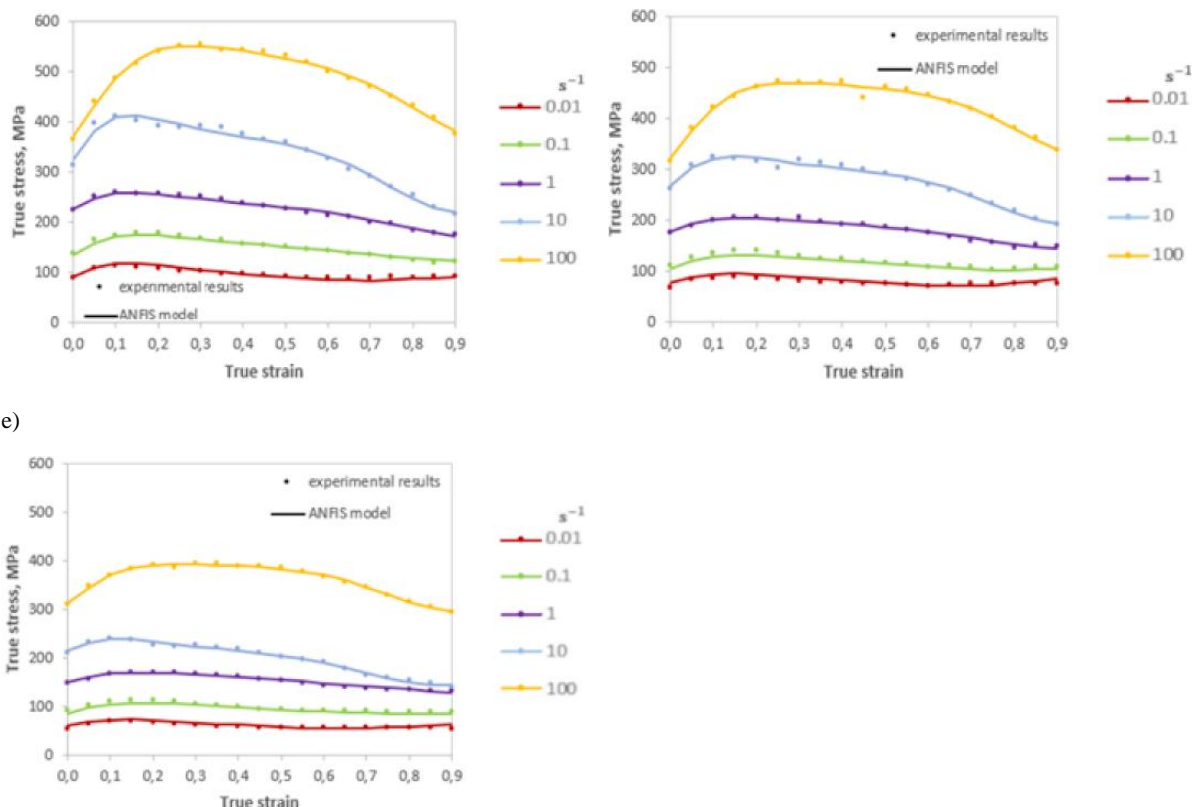 600
500
400
300
200
100
0
True stress, MPa
0,0 0,1 0,2 0,3 0,4 0,5 0,6 0,7 0,8 0,9
True strain
experimental results
ANFIS model
s⁻¹
0.01
0.1
1
10
100
600
500
400
300
200
100
0
True stress, MPa
0,0 0,1 0,2 0,3 0,4 0,5 0,6 0,7 0,8 0,9
True strain
experimental results
ANFIS model
s⁻¹
0.01
0.1
1
10
100
e)
600
500
400
300
200
100
0
True stress, MPa
0,0 0,1 0,2 0,3 0,4 0,5 0,6 0,7 0,8 0,9
True strain
experimental results
ANFIS model
s⁻¹
0.01
0.1
1
10
100